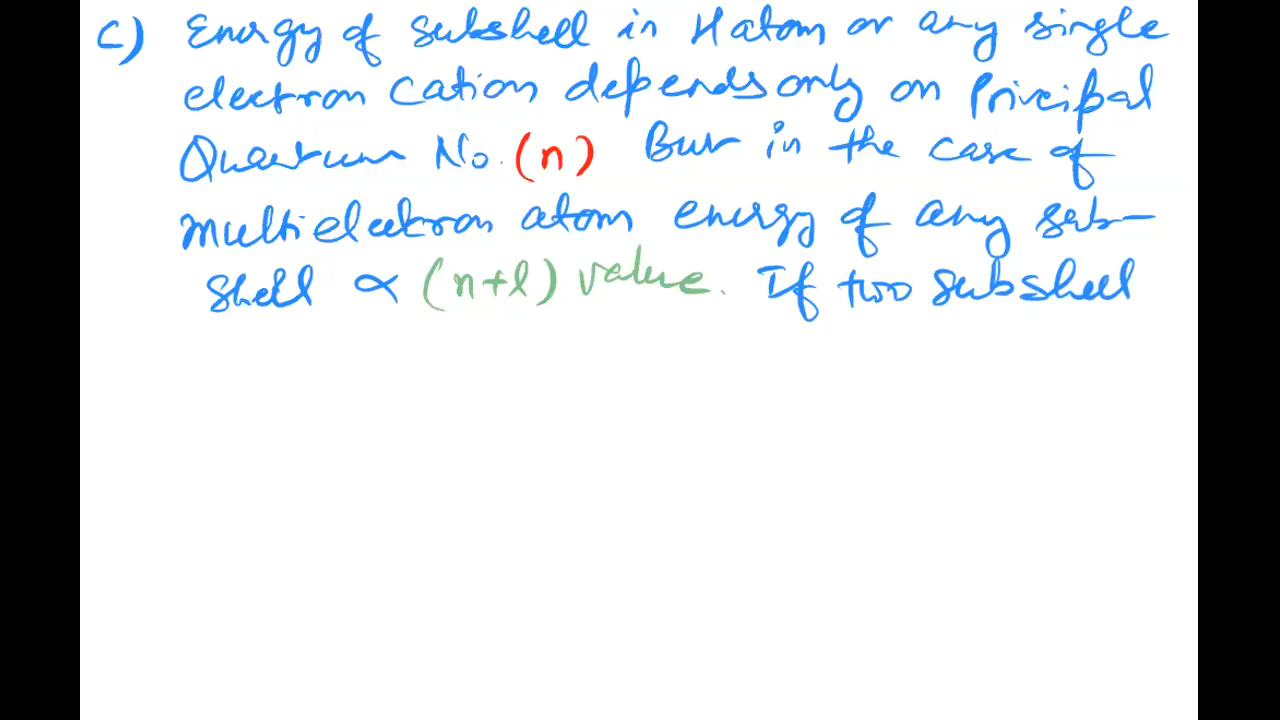 c) Energy of subshell in H atom or any single
electron cation depends only on Principal
Quantum No. (n) But in the case of
multielectron atom energy of any sub-
shell ∝ (n+l) value. If two subshell